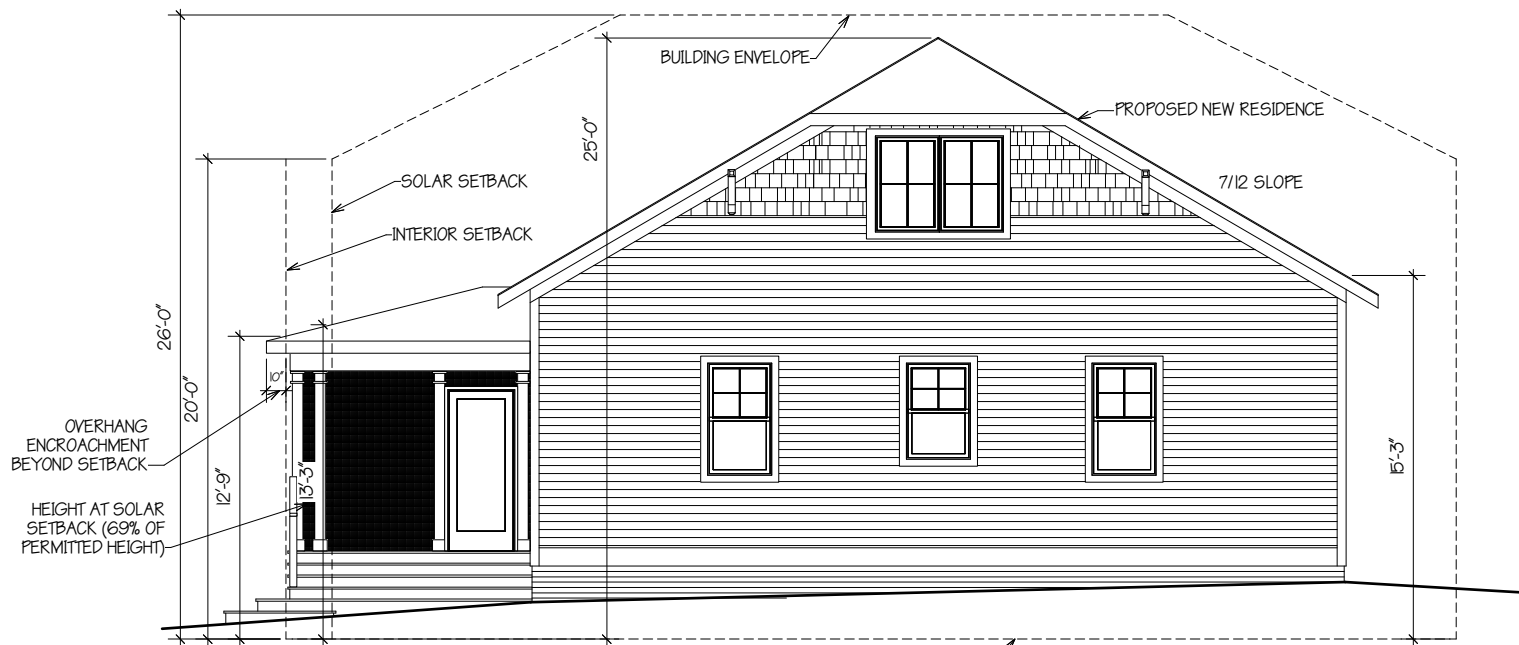 BUILDING ENVELOPE
PROPOSED NEW RESIDENCE
25'-0"
SOLAR SETBACK
7/12 SLOPE
INTERIOR SETBACK
26'-0"
20'-0"
10"
OVERHANG
ENCROACHMENT
BEYOND SETBACK
12'-9"
13'-3"
15'-3"
HEIGHT AT SOLAR
SETBACK (69% OF
PERMITTED HEIGHT)